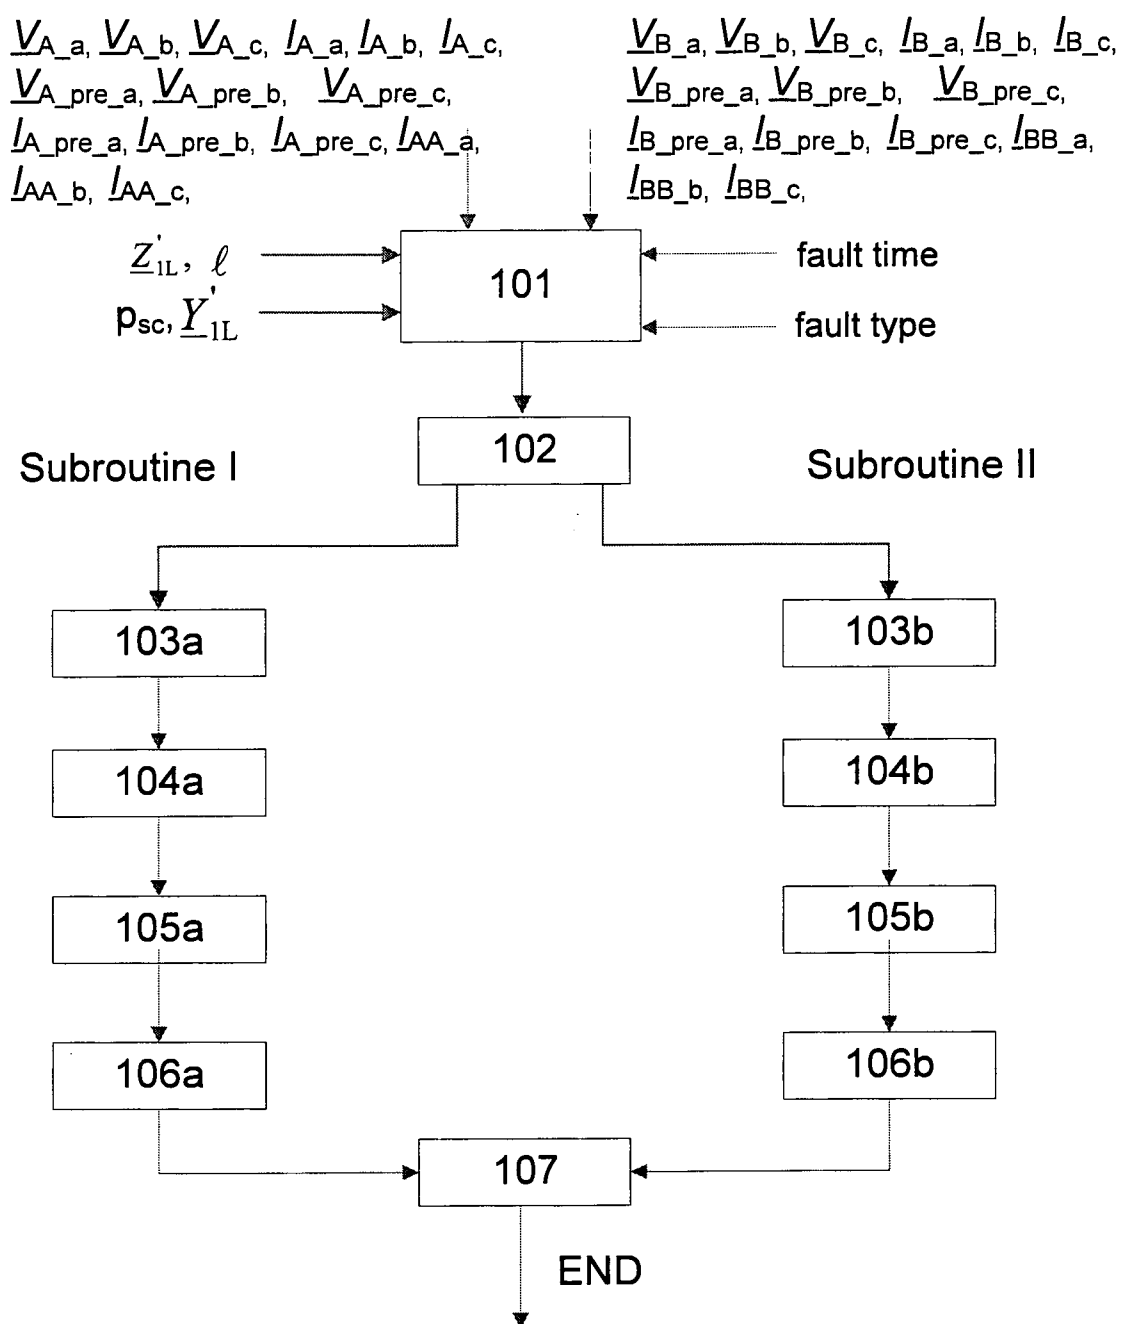 V_A_a, V_A_b, V_A_c, I_A_a, I_A_b, I_A_c,
V_A_pre_a, V_A_pre_b, V_A_pre_c,
I_A_pre_a, I_A_pre_b, I_A_pre_c, I_AA_a,
I_AA_b, I_AA_c,
V_B_a, V_B_b, V_B_c, I_B_a, I_B_b, I_B_c,
V_B_pre_a, V_B_pre_b, V_B_pre_c,
I_B_pre_a, I_B_pre_b, I_B_pre_c, I_BB_a,
I_BB_b, I_BB_c,
Z'_1L, ℓ
p_sc, Y'_1L
101
fault time
fault type
102
Subroutine I
Subroutine II
103a
103b
104a
104b
105a
105b
106a
106b
107
END